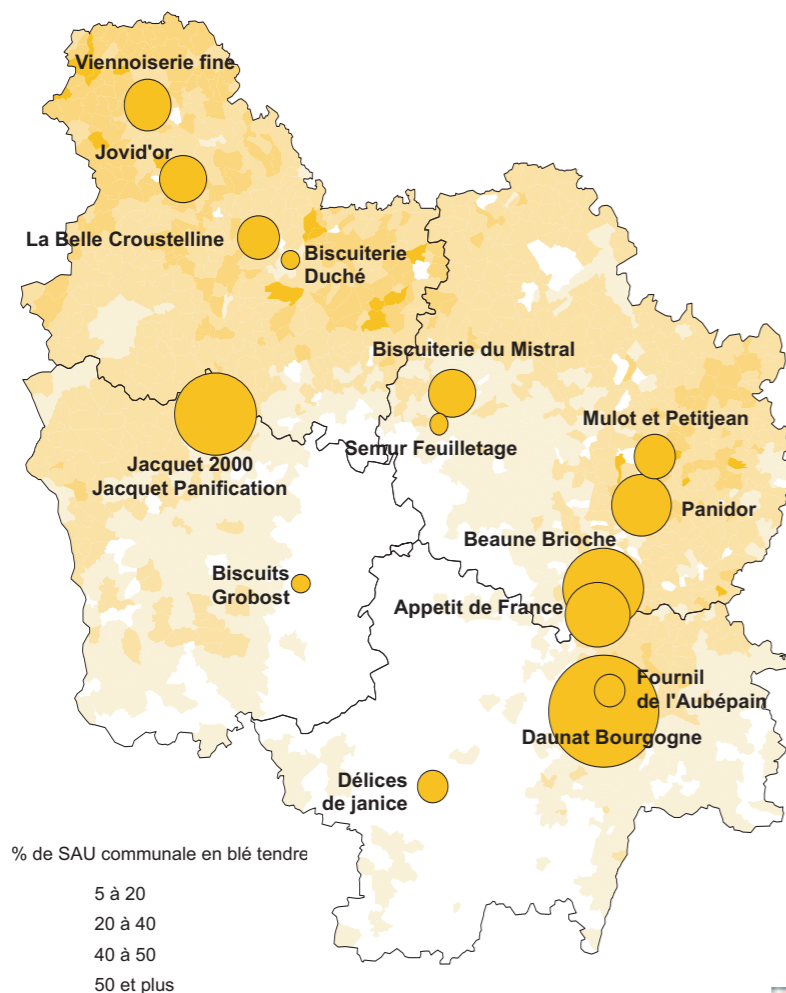 Viennoiserie fine
Jovid'or
La Belle Croustelline
Biscuiterie
Duché
Biscuiterie du Mistral
Semur Feuilletage
Mulot et Petitjean
Panidor
Jacquet 2000
Jacquet Panification
Beaune Brioche
Biscuits
Grobost
Appetit de France
Fournil
de l'Aubépain
Daunat Bourgogne
Délices
de janice
% de SAU communale en blé tendre
5 à 20
20 à 40
40 à 50
50 et plus